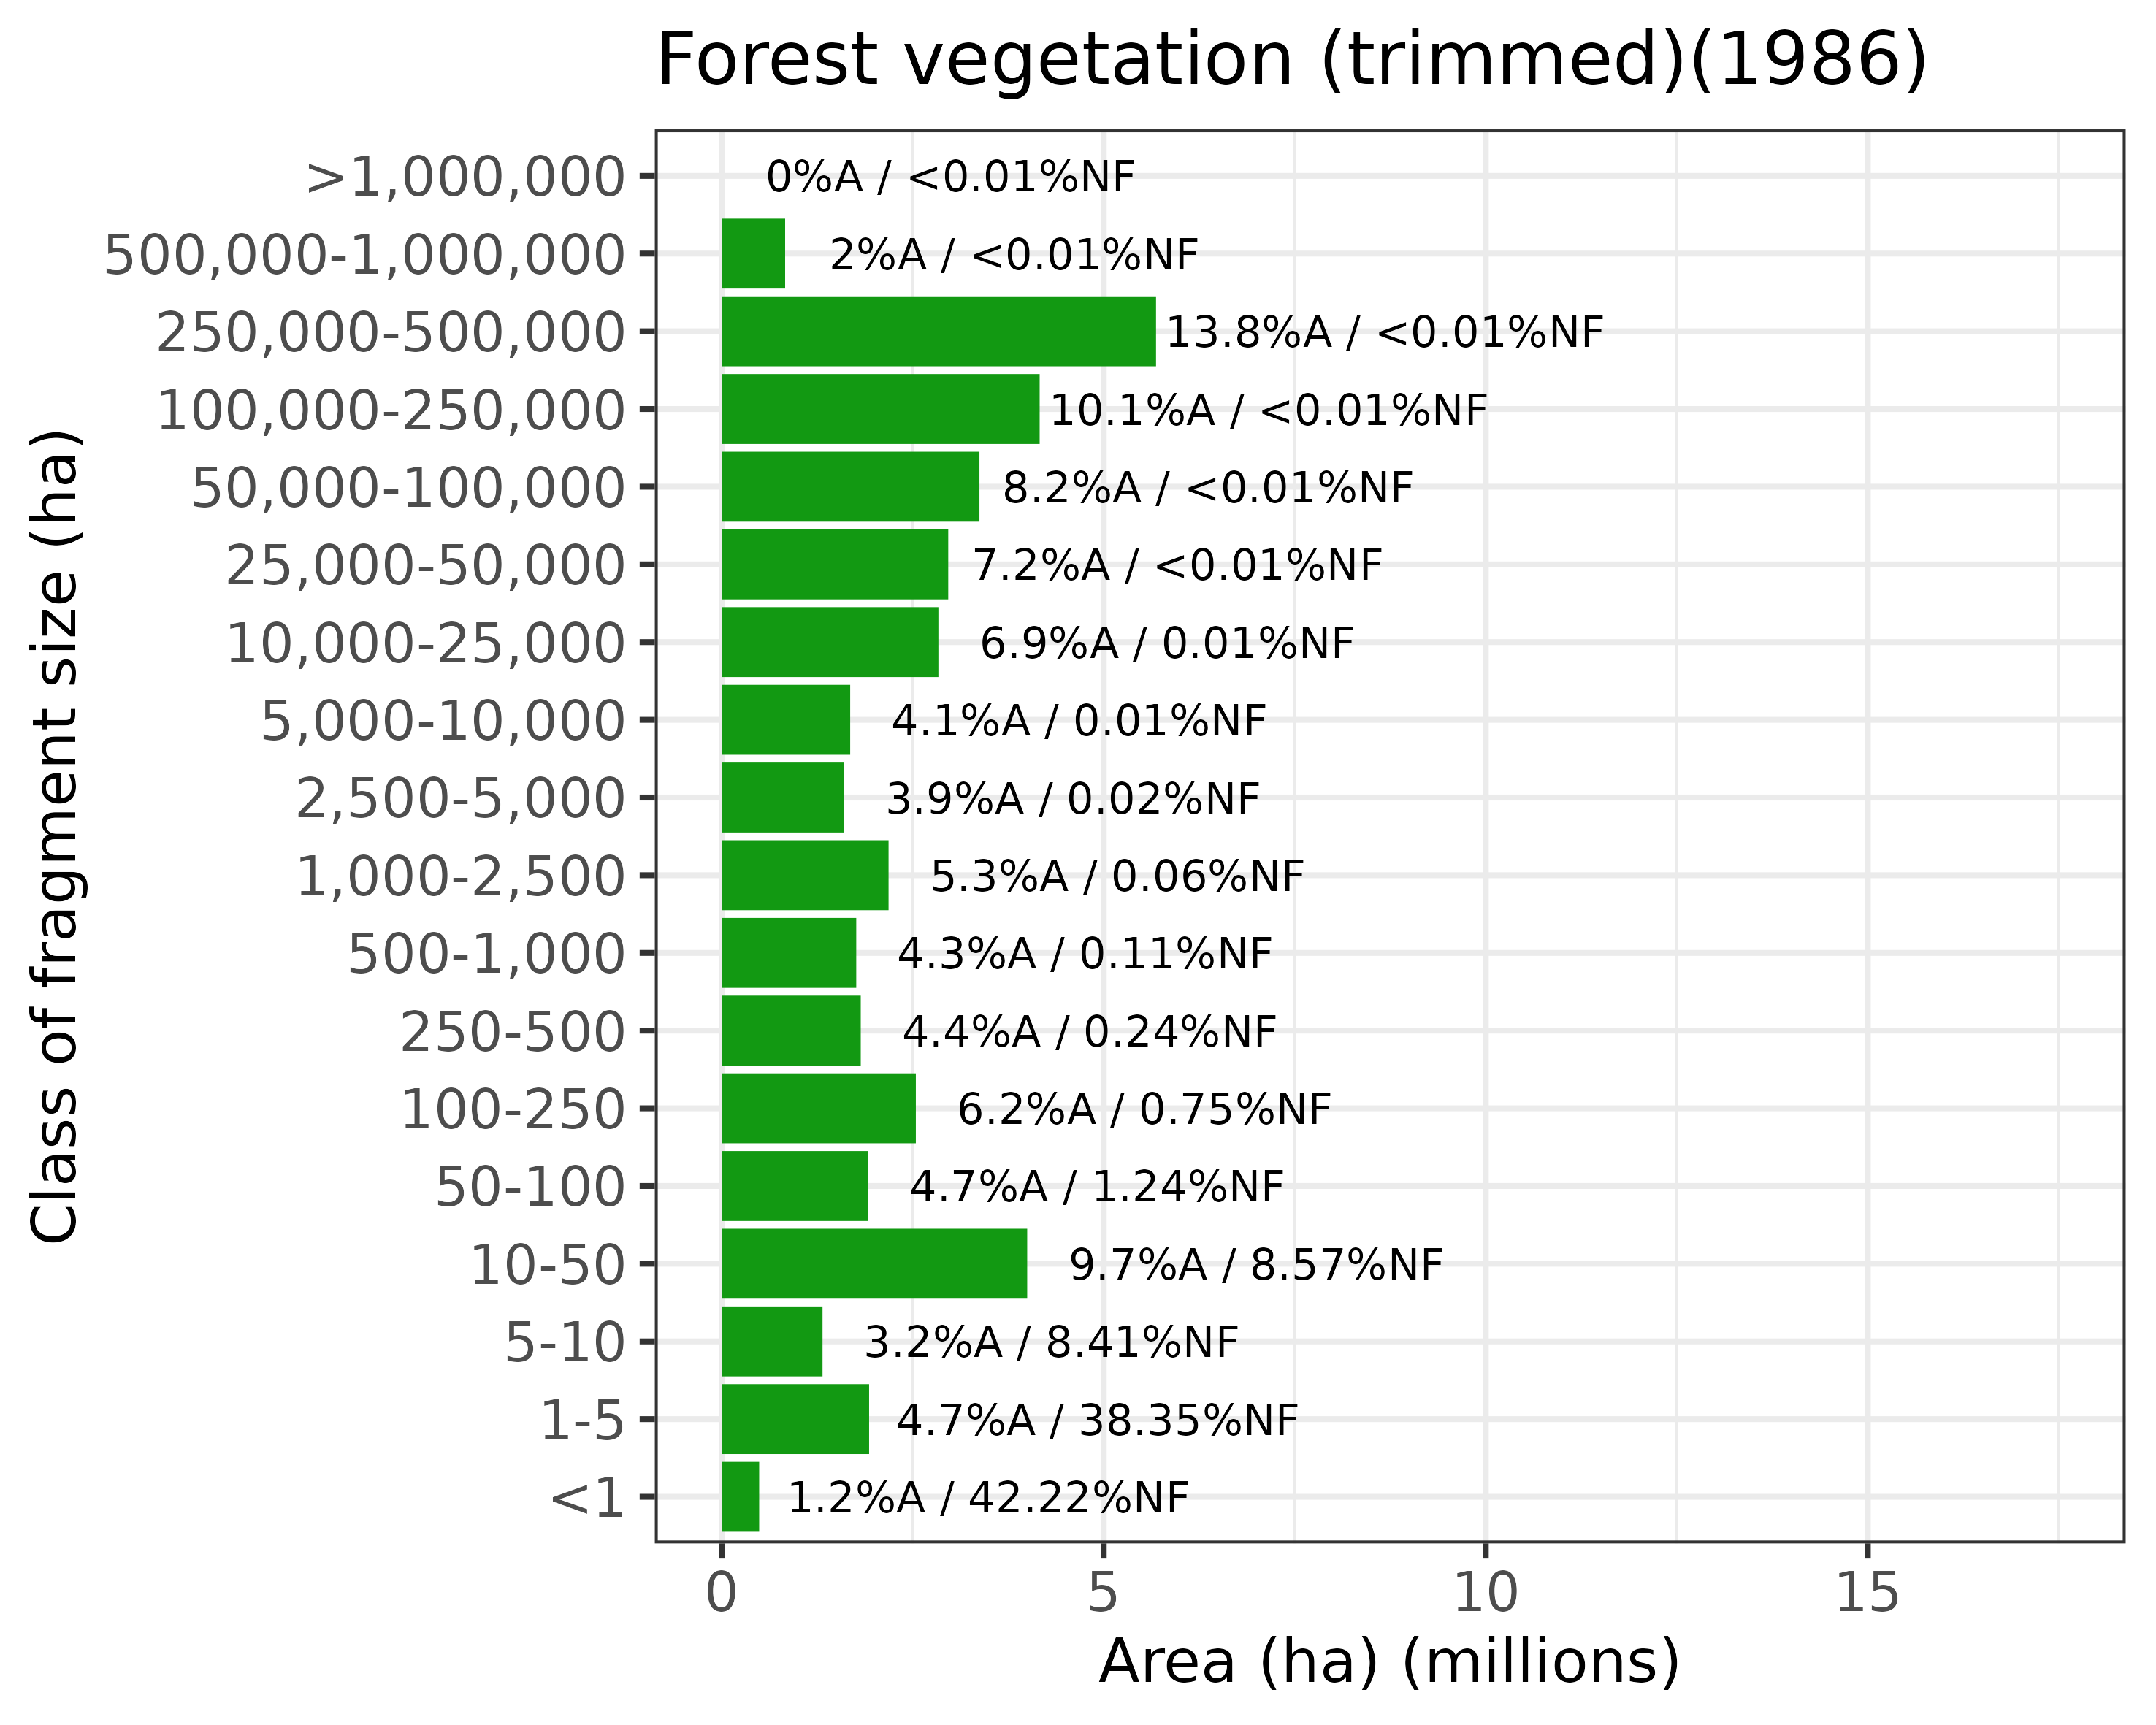 Forest vegetation (trimmed)(1986)
Class of fragment size (ha)
>1,000,000 0%A / <0.01%NF
500,000-1,000,000 2%A / <0.01%NF
250,000-500,000 13.8%A / <0.01%NF
100,000-250,000 10.1%A / <0.01%NF
50,000-100,000 8.2%A / <0.01%NF
25,000-50,000 7.2%A / <0.01%NF
10,000-25,000 6.9%A / 0.01%NF
5,000-10,000 4.1%A / 0.01%NF
2,500-5,000 3.9%A / 0.02%NF
1,000-2,500 5.3%A / 0.06%NF
500-1,000 4.3%A / 0.11%NF
250-500 4.4%A / 0.24%NF
100-250 6.2%A / 0.75%NF
50-100 4.7%A / 1.24%NF
10-50 9.7%A / 8.57%NF
5-10 3.2%A / 8.41%NF
1-5 4.7%A / 38.35%NF
<1 1.2%A / 42.22%NF
0 5 10 15
Area (ha) (millions)